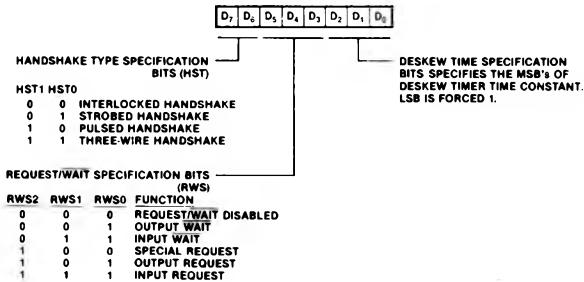 D7 D6 D5 D4 D3 D2 D1 D0
HANDSHAKE TYPE SPECIFICATION
BITS (HST)
HST1 HST0
0 0 INTERLOCKED HANDSHAKE
0 1 STROBED HANDSHAKE
1 0 PULSED HANDSHAKE
1 1 THREE-WIRE HANDSHAKE
DESKEW TIME SPECIFICATION
BITS SPECIFIES THE MSB's OF
DESKEW TIMER TIME CONSTANT.
LSB IS FORCED 1.
REQUEST/WAIT SPECIFICATION BITS
(RWS)
RWS2 RWS1 RWS0 FUNCTION
0 0 0 REQUEST/WAIT DISABLED
0 0 1 OUTPUT WAIT
0 1 1 INPUT WAIT
1 0 0 SPECIAL REQUEST
1 0 1 OUTPUT REQUEST
1 1 1 INPUT REQUEST